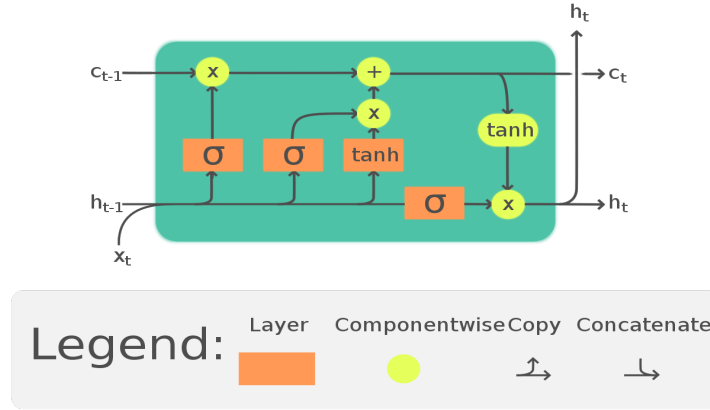 hₜ
cₜ₋₁ x + cₜ
x
tanh
σ σ tanh
hₜ₋₁ σ x hₜ
xₜ
Layer Componentwise Copy Concatenate
Legend: